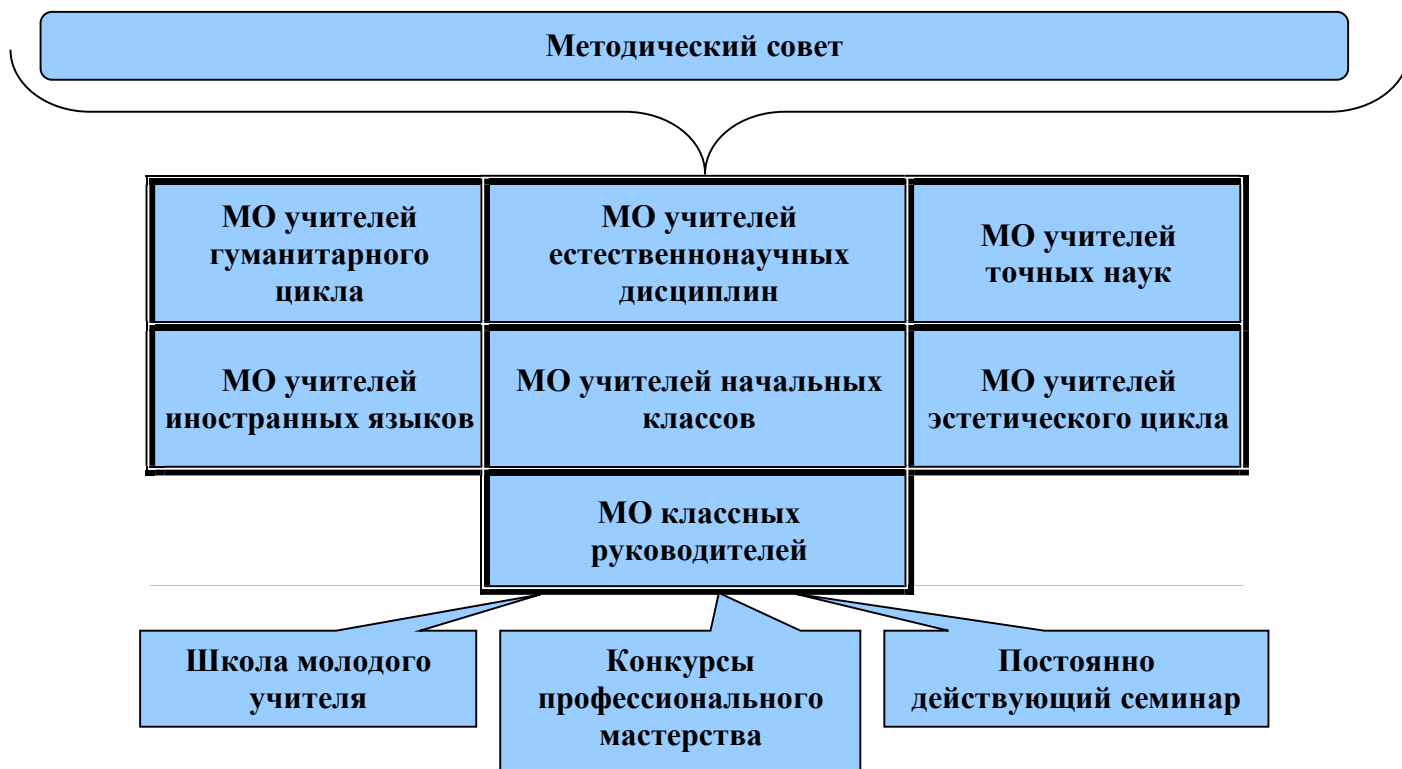 Методический совет
МО учителей
гуманитарного
цикла
МО учителей
естественнонаучных
дисциплин
МО учителей
точных наук
МО учителей
иностранных языков
МО учителей начальных
классов
МО учителей
эстетического цикла
МО классных
руководителей
Школа молодого
учителя
Конкурсы
профессионального
мастерства
Постоянно
действующий семинар